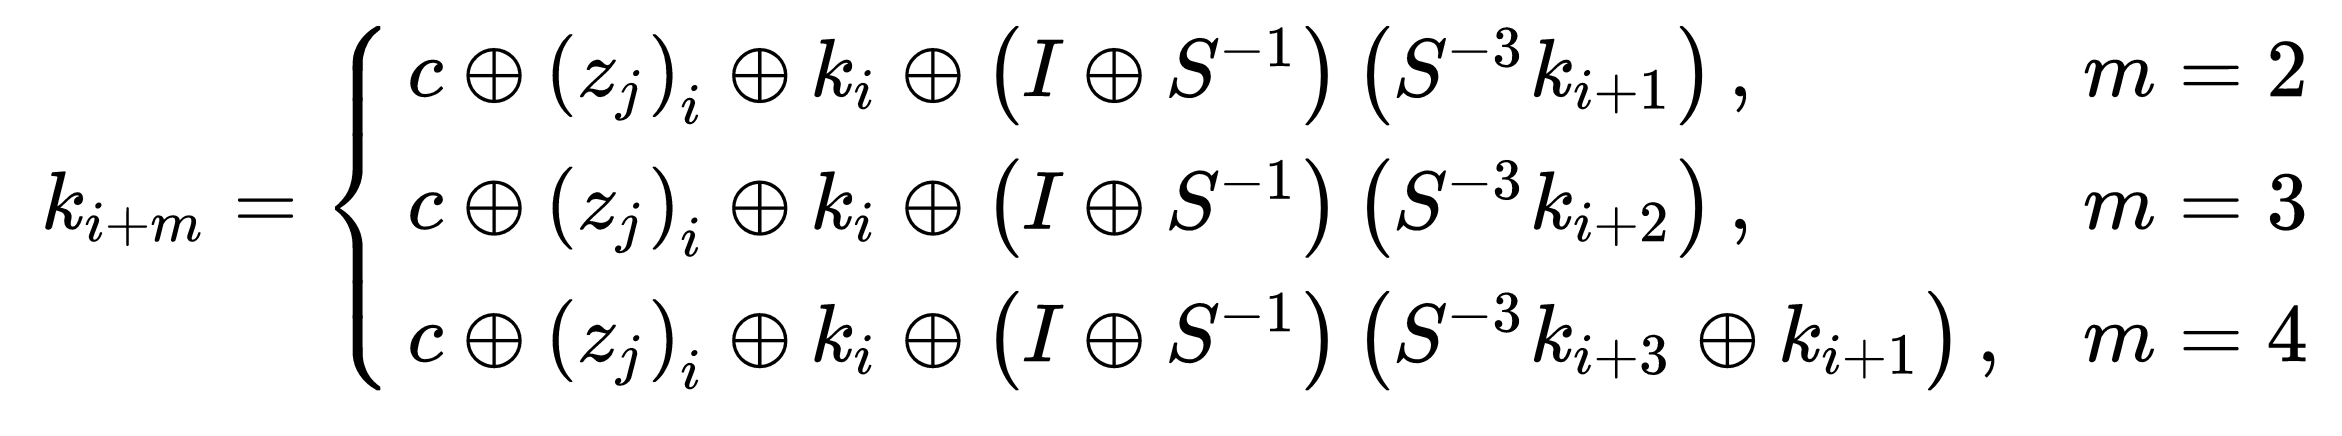 k_{i+m} = { c ⊕ (z_j)_i ⊕ k_i ⊕ (I ⊕ S^{-1}) (S^{-3} k_{i+1}) ,  m = 2
c ⊕ (z_j)_i ⊕ k_i ⊕ (I ⊕ S^{-1}) (S^{-3} k_{i+2}) ,  m = 3
c ⊕ (z_j)_i ⊕ k_i ⊕ (I ⊕ S^{-1}) (S^{-3} k_{i+3} ⊕ k_{i+1}) ,  m = 4